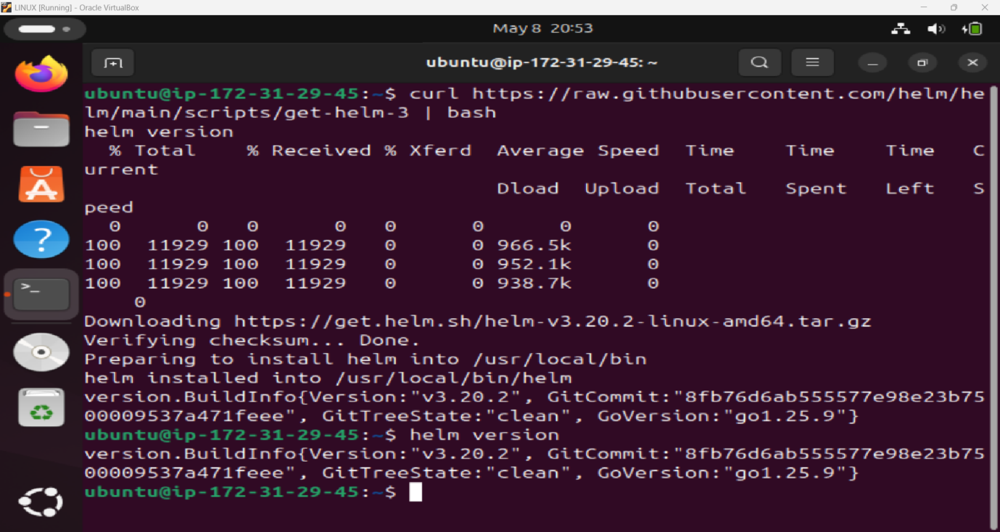 LINUX [Running] - Oracle VirtualBox
May 8 20:53
ubuntu@ip-172-31-29-45: ~
ubuntu@ip-172-31-29-45:~$ curl https://raw.githubusercontent.com/helm/he
lm/main/scripts/get-helm-3 | bash
helm version
  % Total    % Received % Xferd  Average Speed  Time    Time    Time   C
urrent
                                 Dload  Upload  Total   Spent   Left   S
peed
  0      0   0      0   0      0      0      0
100  11929 100  11929   0      0 966.5k      0
100  11929 100  11929   0      0 952.1k      0
100  11929 100  11929   0      0 938.7k      0
    0
Downloading https://get.helm.sh/helm-v3.20.2-linux-amd64.tar.gz
Verifying checksum... Done.
Preparing to install helm into /usr/local/bin
helm installed into /usr/local/bin/helm
version.BuildInfo{Version:"v3.20.2", GitCommit:"8fb76d6ab555577e98e23b75
00009537a471feee", GitTreeState:"clean", GoVersion:"go1.25.9"}
ubuntu@ip-172-31-29-45:~$ helm version
version.BuildInfo{Version:"v3.20.2", GitCommit:"8fb76d6ab555577e98e23b75
00009537a471feee", GitTreeState:"clean", GoVersion:"go1.25.9"}
ubuntu@ip-172-31-29-45:~$